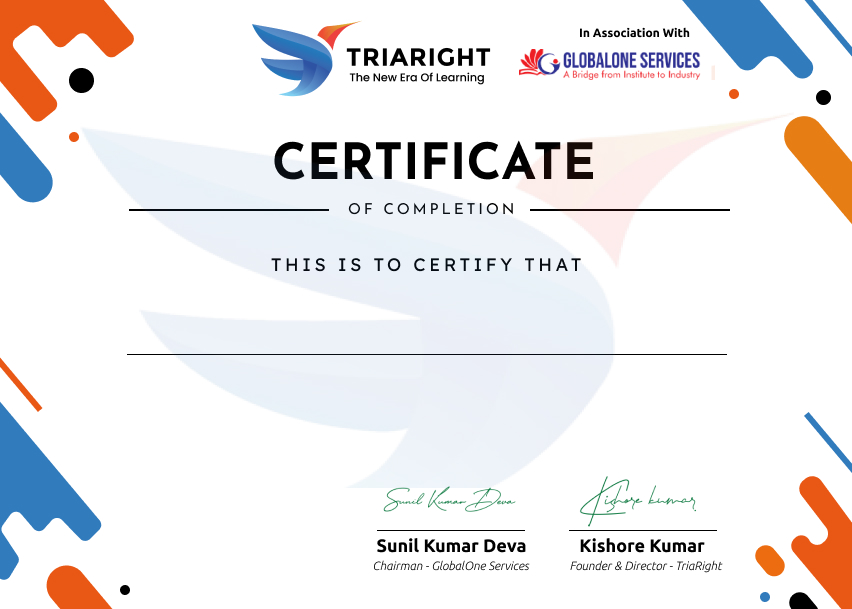 TRIARIGHT
The New Era Of Learning
In Association With
GLOBALONE SERVICES
A Bridge from Institute to Industry
CERTIFICATE
OF COMPLETION
THIS IS TO CERTIFY THAT
Sunil Kumar Deva
Kishore kumar
Sunil Kumar Deva
Kishore Kumar
Chairman - GlobalOne Services
Founder & Director - TriaRight